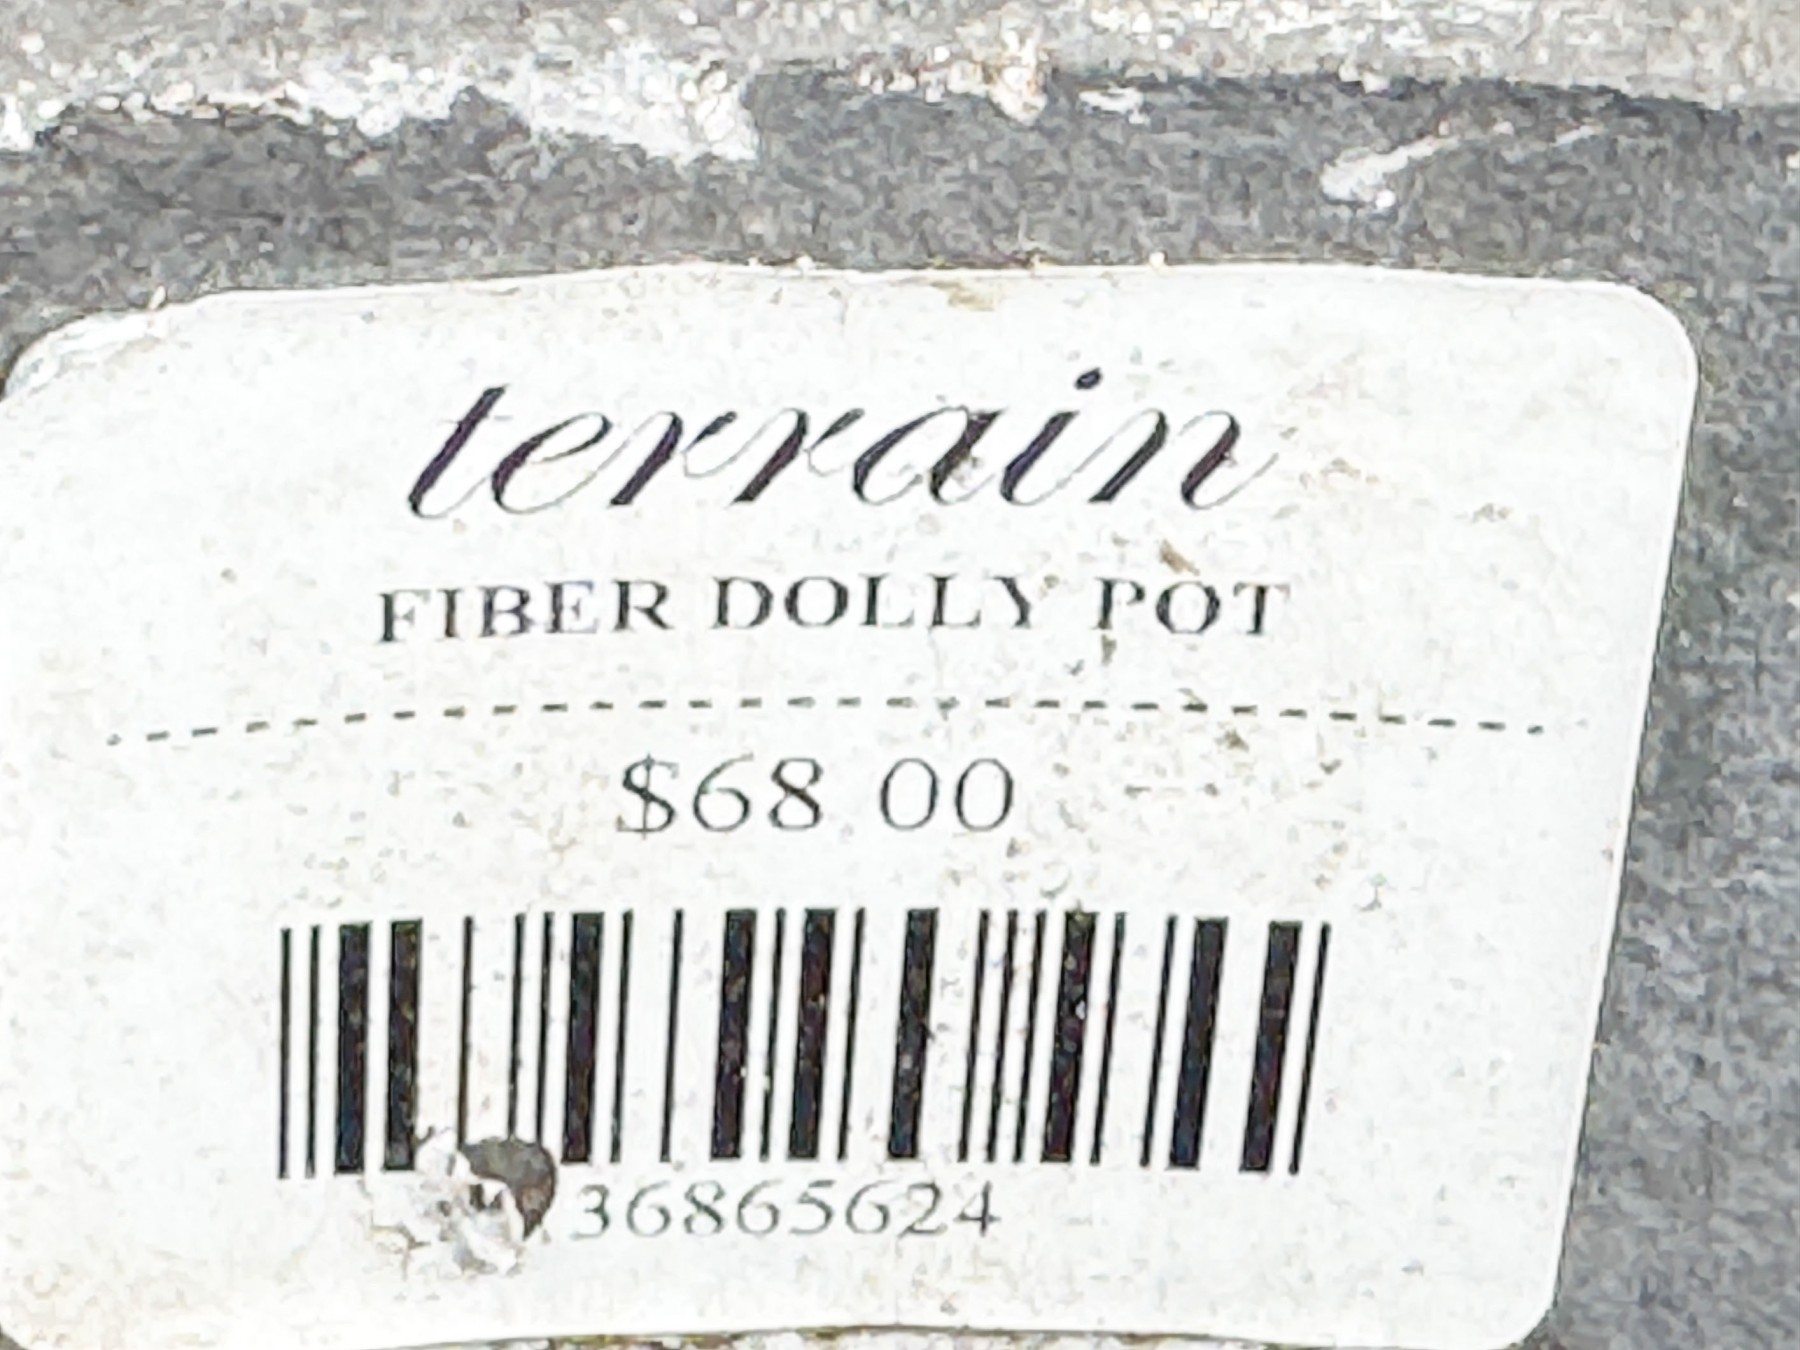 terrain
FIBER DOLLY POT
$68.00
36865624